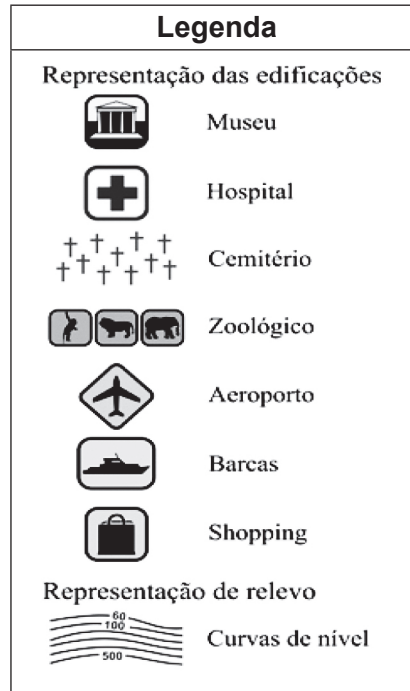 Legenda
Representação das edificações
Museu
Hospital
Cemitério
Zoológico
Aeroporto
Barcas
Shopping
Representação de relevo
60
100
500
Curvas de nível